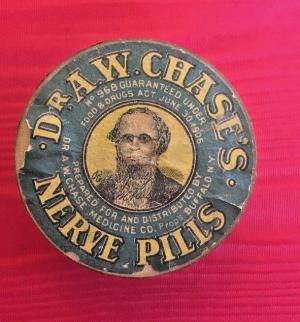 DR. A.W. CHASE'S
NERVE PILLS
No 968 GUARANTEED UNDER
FOOD & DRUGS ACT JUNE 30, 1906
PREPARED FOR AND DISTRIBUTED BY
DR A.W. CHASE MEDICINE CO. Props BUFFALO N.Y.